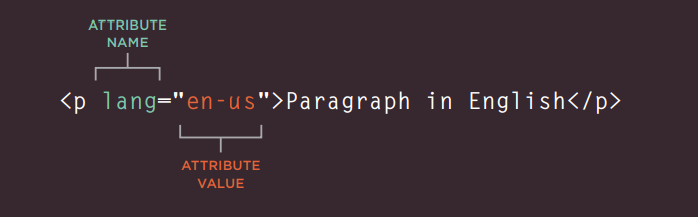 ATTRIBUTE
NAME
<p lang="en-us">Paragraph in English</p>
ATTRIBUTE
VALUE